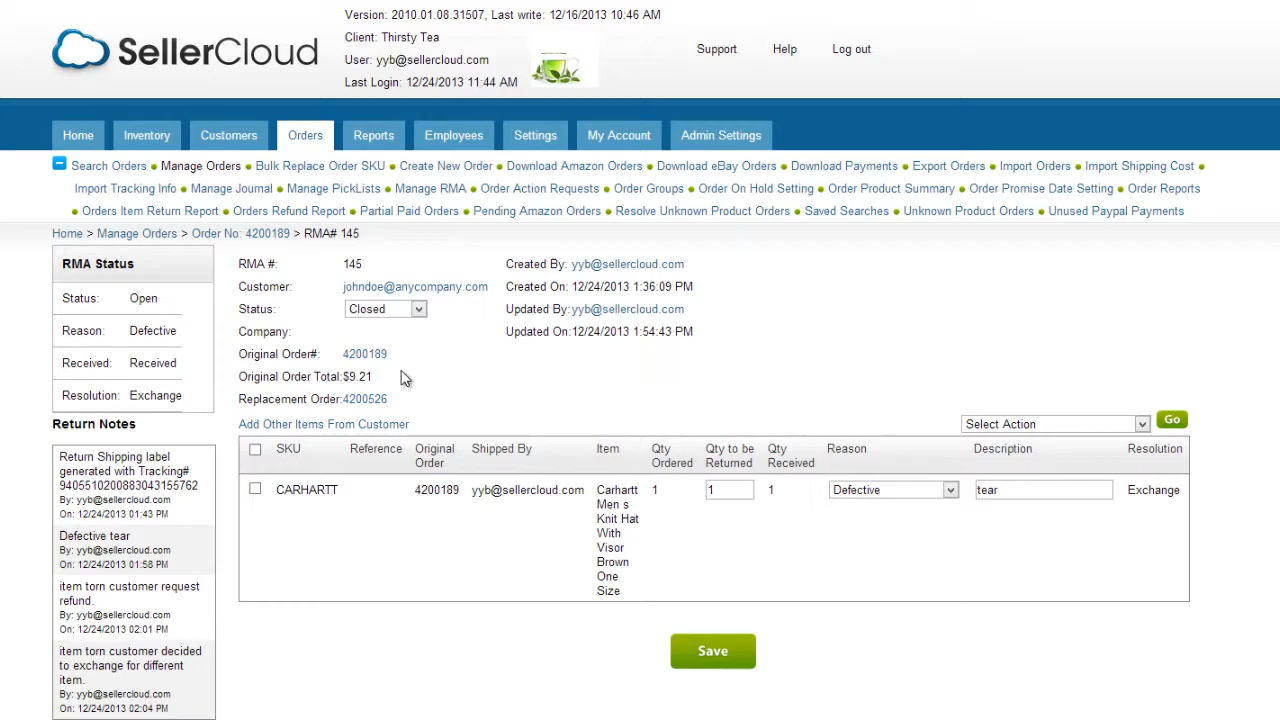 SellerCloud
Version: 2010.01.08.31507, Last write: 12/16/2013 10:46 AM
Client: Thirsty Tea
User: yyb@sellercloud.com
Last Login: 12/24/2013 11:44 AM
Support Help Log out
Home Inventory Customers Orders Reports Employees Settings My Account Admin Settings
Search Orders Manage Orders Bulk Replace Order SKU Create New Order Download Amazon Orders Download eBay Orders Download Payments Export Orders Import Orders Import Shipping Cost
Import Tracking Info Manage Journal Manage PickLists Manage RMA Order Action Requests Order Groups Order On Hold Setting Order Product Summary Order Promise Date Setting Order Reports
Orders Item Return Report Orders Refund Report Partial Paid Orders Pending Amazon Orders Resolve Unknown Product Orders Saved Searches Unknown Product Orders Unused Paypal Payments
Home > Manage Orders > Order No: 4200189 > RMA# 145
RMA Status
Status: Open
Reason: Defective
Received: Received
Resolution: Exchange
Return Notes
Return Shipping label
generated with Tracking#
9405510200883043155762
By: yyb@sellercloud.com
On: 12/24/2013 01:43 PM
Defective tear
By: yyb@sellercloud.com
On: 12/24/2013 01:58 PM
item torn customer request
refund.
By: yyb@sellercloud.com
On: 12/24/2013 02:01 PM
item torn customer decided
to exchange for different
item.
By: yyb@sellercloud.com
On: 12/24/2013 02:04 PM
RMA #: 145
Customer: johndoe@anycompany.com
Status: Closed
Company:
Original Order#: 4200189
Original Order Total:$9.21
Replacement Order:4200526
Created By: yyb@sellercloud.com
Created On: 12/24/2013 1:36:09 PM
Updated By:yyb@sellercloud.com
Updated On:12/24/2013 1:54:43 PM
Add Other Items From Customer
Select Action Go
SKU Reference Original Order Shipped By Item Qty Ordered Qty to be Returned Qty Received Reason Description Resolution
CARHARTT 4200189 yyb@sellercloud.com Carhartt 1 1 1 Defective tear Exchange
Men s
Knit Hat
With
Visor
Brown
One
Size
Save